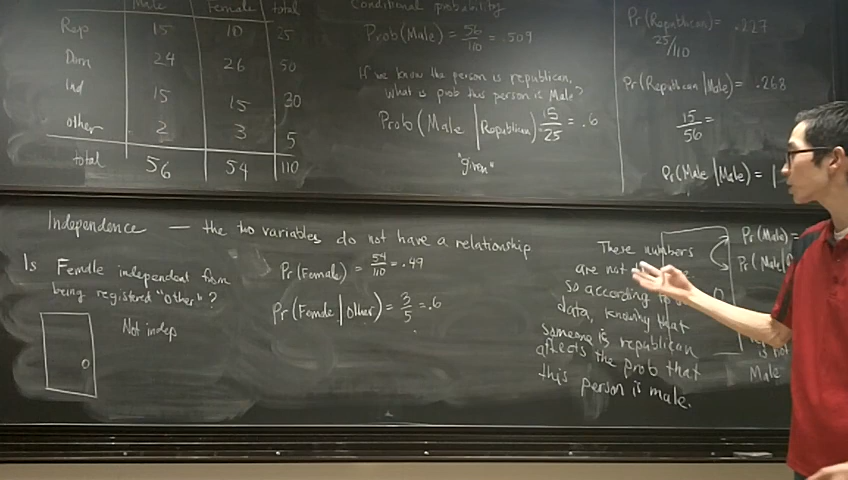 Male Female total
Rep 15 10 25
Dem 24 26 50
Ind 15 15 30
other 2 3 5
total 56 54 110
Conditional probability
Prob(Male) = 56/110 = .509
If we know the person is republican,
what is prob this person is Male?
Prob(Male | Republican) 15/25 = .6
"given"
Pr(Republican) = .227
25/110
Pr(Republican | Male) = .268
15/56 =
Pr(Male | Male) = 1
Independence — the two variables do not have a relationship
Is Female independent from
being registered "other"?
Not indep
Pr(Female) = 54/110 = .49
Pr(Female | Other) = 3/5 = .6
These numbers
are not
so according to
data, knowing that
someone is republican
affects the prob that
this person is male.
Pr(Male) =
Pr(Male
is not
Male